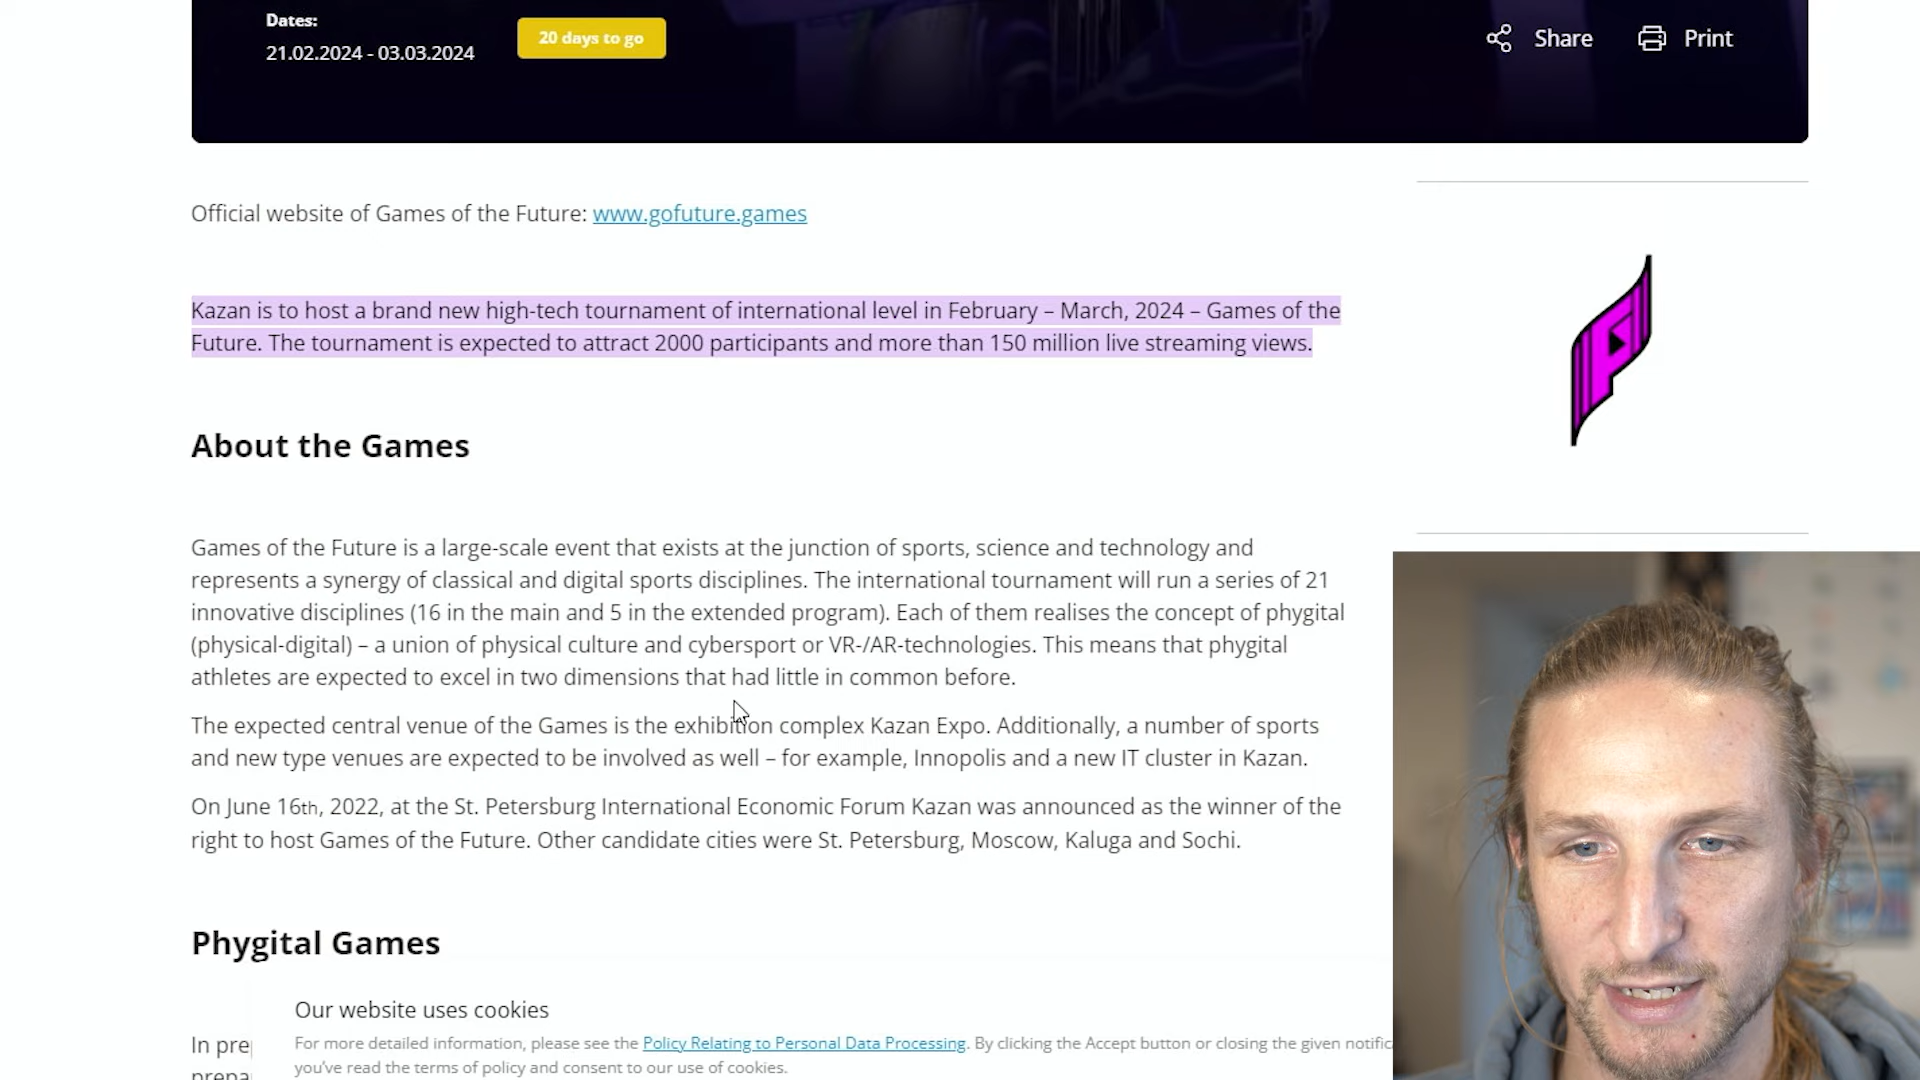 Dates:
21.02.2024 - 03.03.2024
20 days to go
Share
Print
Official website of Games of the Future: www.gofuture.games
Kazan is to host a brand new high-tech tournament of international level in February – March, 2024 – Games of the
Future. The tournament is expected to attract 2000 participants and more than 150 million live streaming views.
About the Games
Games of the Future is a large-scale event that exists at the junction of sports, science and technology and
represents a synergy of classical and digital sports disciplines. The international tournament will run a series of 21
innovative disciplines (16 in the main and 5 in the extended program). Each of them realises the concept of phygital
(physical-digital) – a union of physical culture and cybersport or VR-/AR-technologies. This means that phygital
athletes are expected to excel in two dimensions that had little in common before.
The expected central venue of the Games is the exhibition complex Kazan Expo. Additionally, a number of sports
and new type venues are expected to be involved as well – for example, Innopolis and a new IT cluster in Kazan.
On June 16th, 2022, at the St. Petersburg International Economic Forum Kazan was announced as the winner of the
right to host Games of the Future. Other candidate cities were St. Petersburg, Moscow, Kaluga and Sochi.
Phygital Games
Our website uses cookies
In pre
For more detailed information, please see the Policy Relating to Personal Data Processing. By clicking the Accept button or closing the given notific
you've read the terms of policy and consent to our use of cookies.
prepa